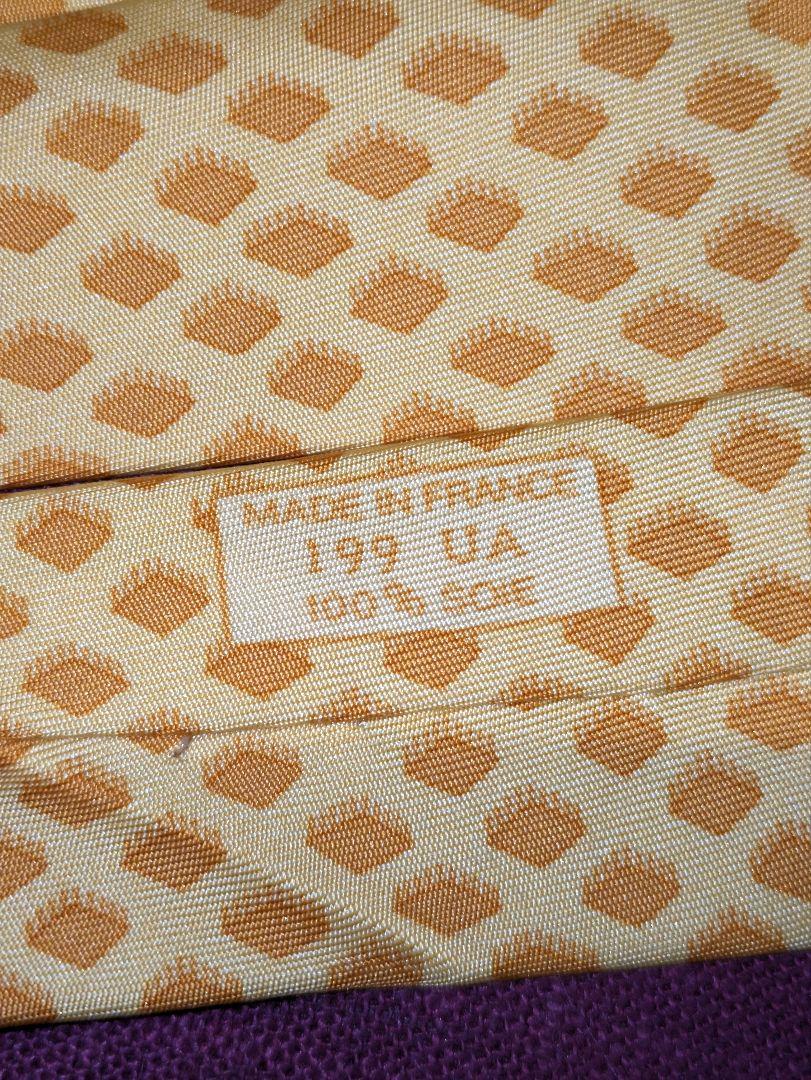 MADE IN FRANCE
199 UA
100% SOIE